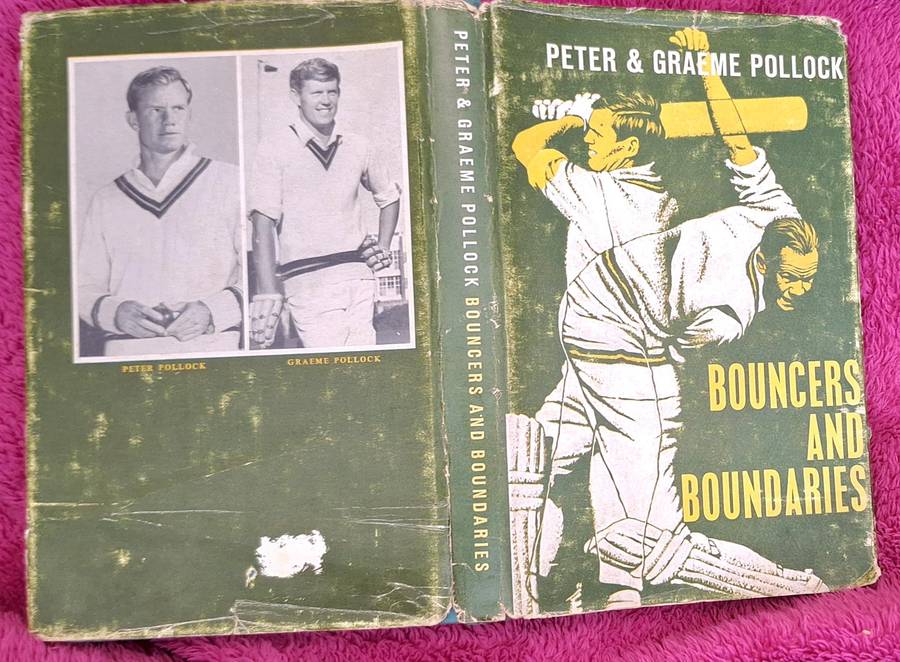 PETER POLLOCK
GRAEME POLLOCK
PETER & GRAEME POLLOCK BOUNCERS AND BOUNDARIES
PETER & GRAEME POLLOCK
BOUNCERS
AND
BOUNDARIES